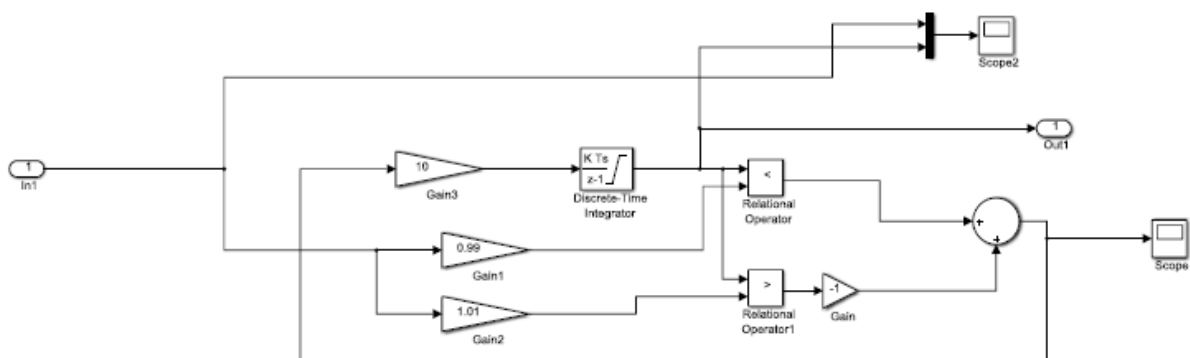 Scope2
1
Out1
1
In1
10
Gain3
K Ts
z-1
Discrete-Time
Integrator
<
Relational
Operator
+
+
Scope
0.99
Gain1
>
Relational
Operator1
-1
Gain
1.01
Gain2